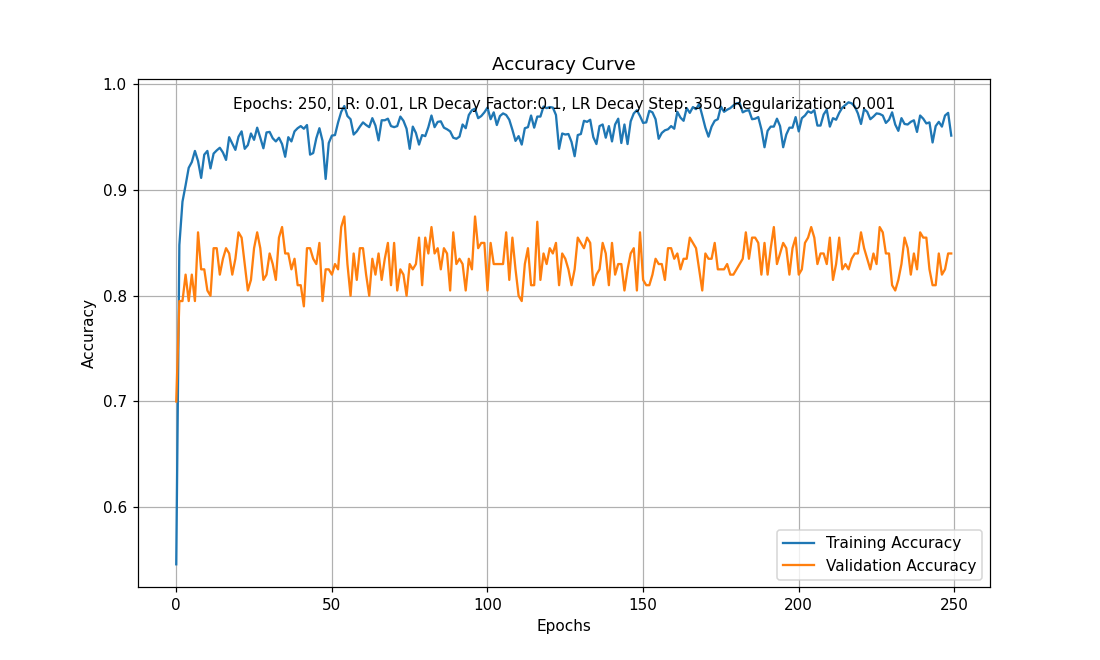 Accuracy Curve
Epochs: 250, LR: 0.01, LR Decay Factor:0.1, LR Decay Step: 350, Regularization: 0.001
1.0
0.9
0.8
0.7
0.6
Accuracy
Training Accuracy
Validation Accuracy
0 50 100 150 200 250
Epochs